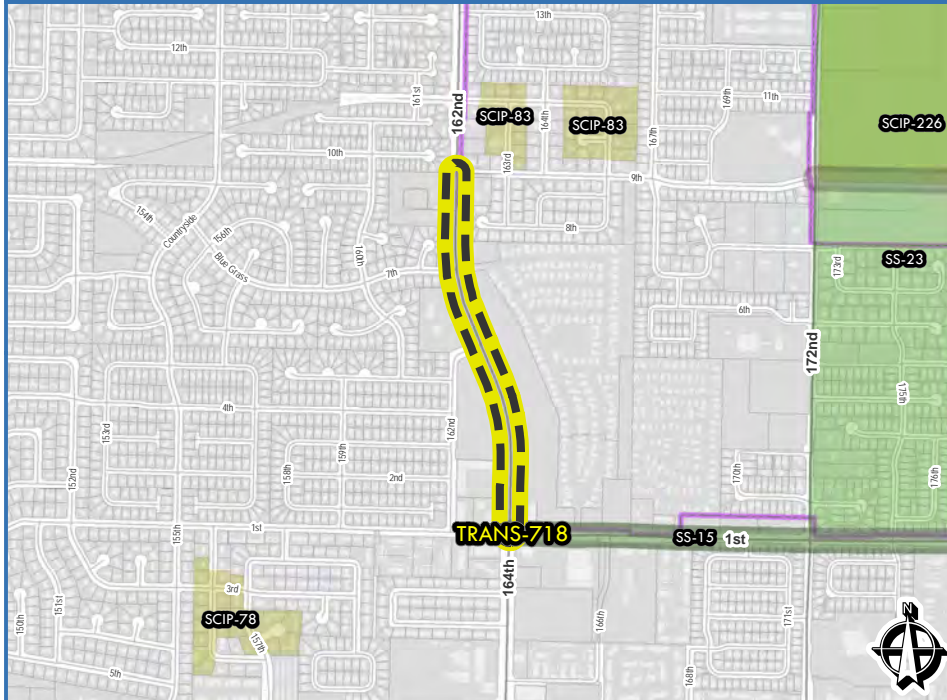 13th
12th
161st
162nd
11th
169th
SCIP-83
164th
SCIP-83
167th
SCIP-226
10th
163rd
9th
154th
Countryside
156th
8th
Blue Grass
160th
7th
173rd
SS-23
6th
172nd
175th
4th
153rd
162nd
159th
158th
2nd
170th
176th
152nd
155th
1st
TRANS-718
SS-15
1st
164th
3rd
SCIP-78
157th
151st
150th
5th
166th
171st
168th
N